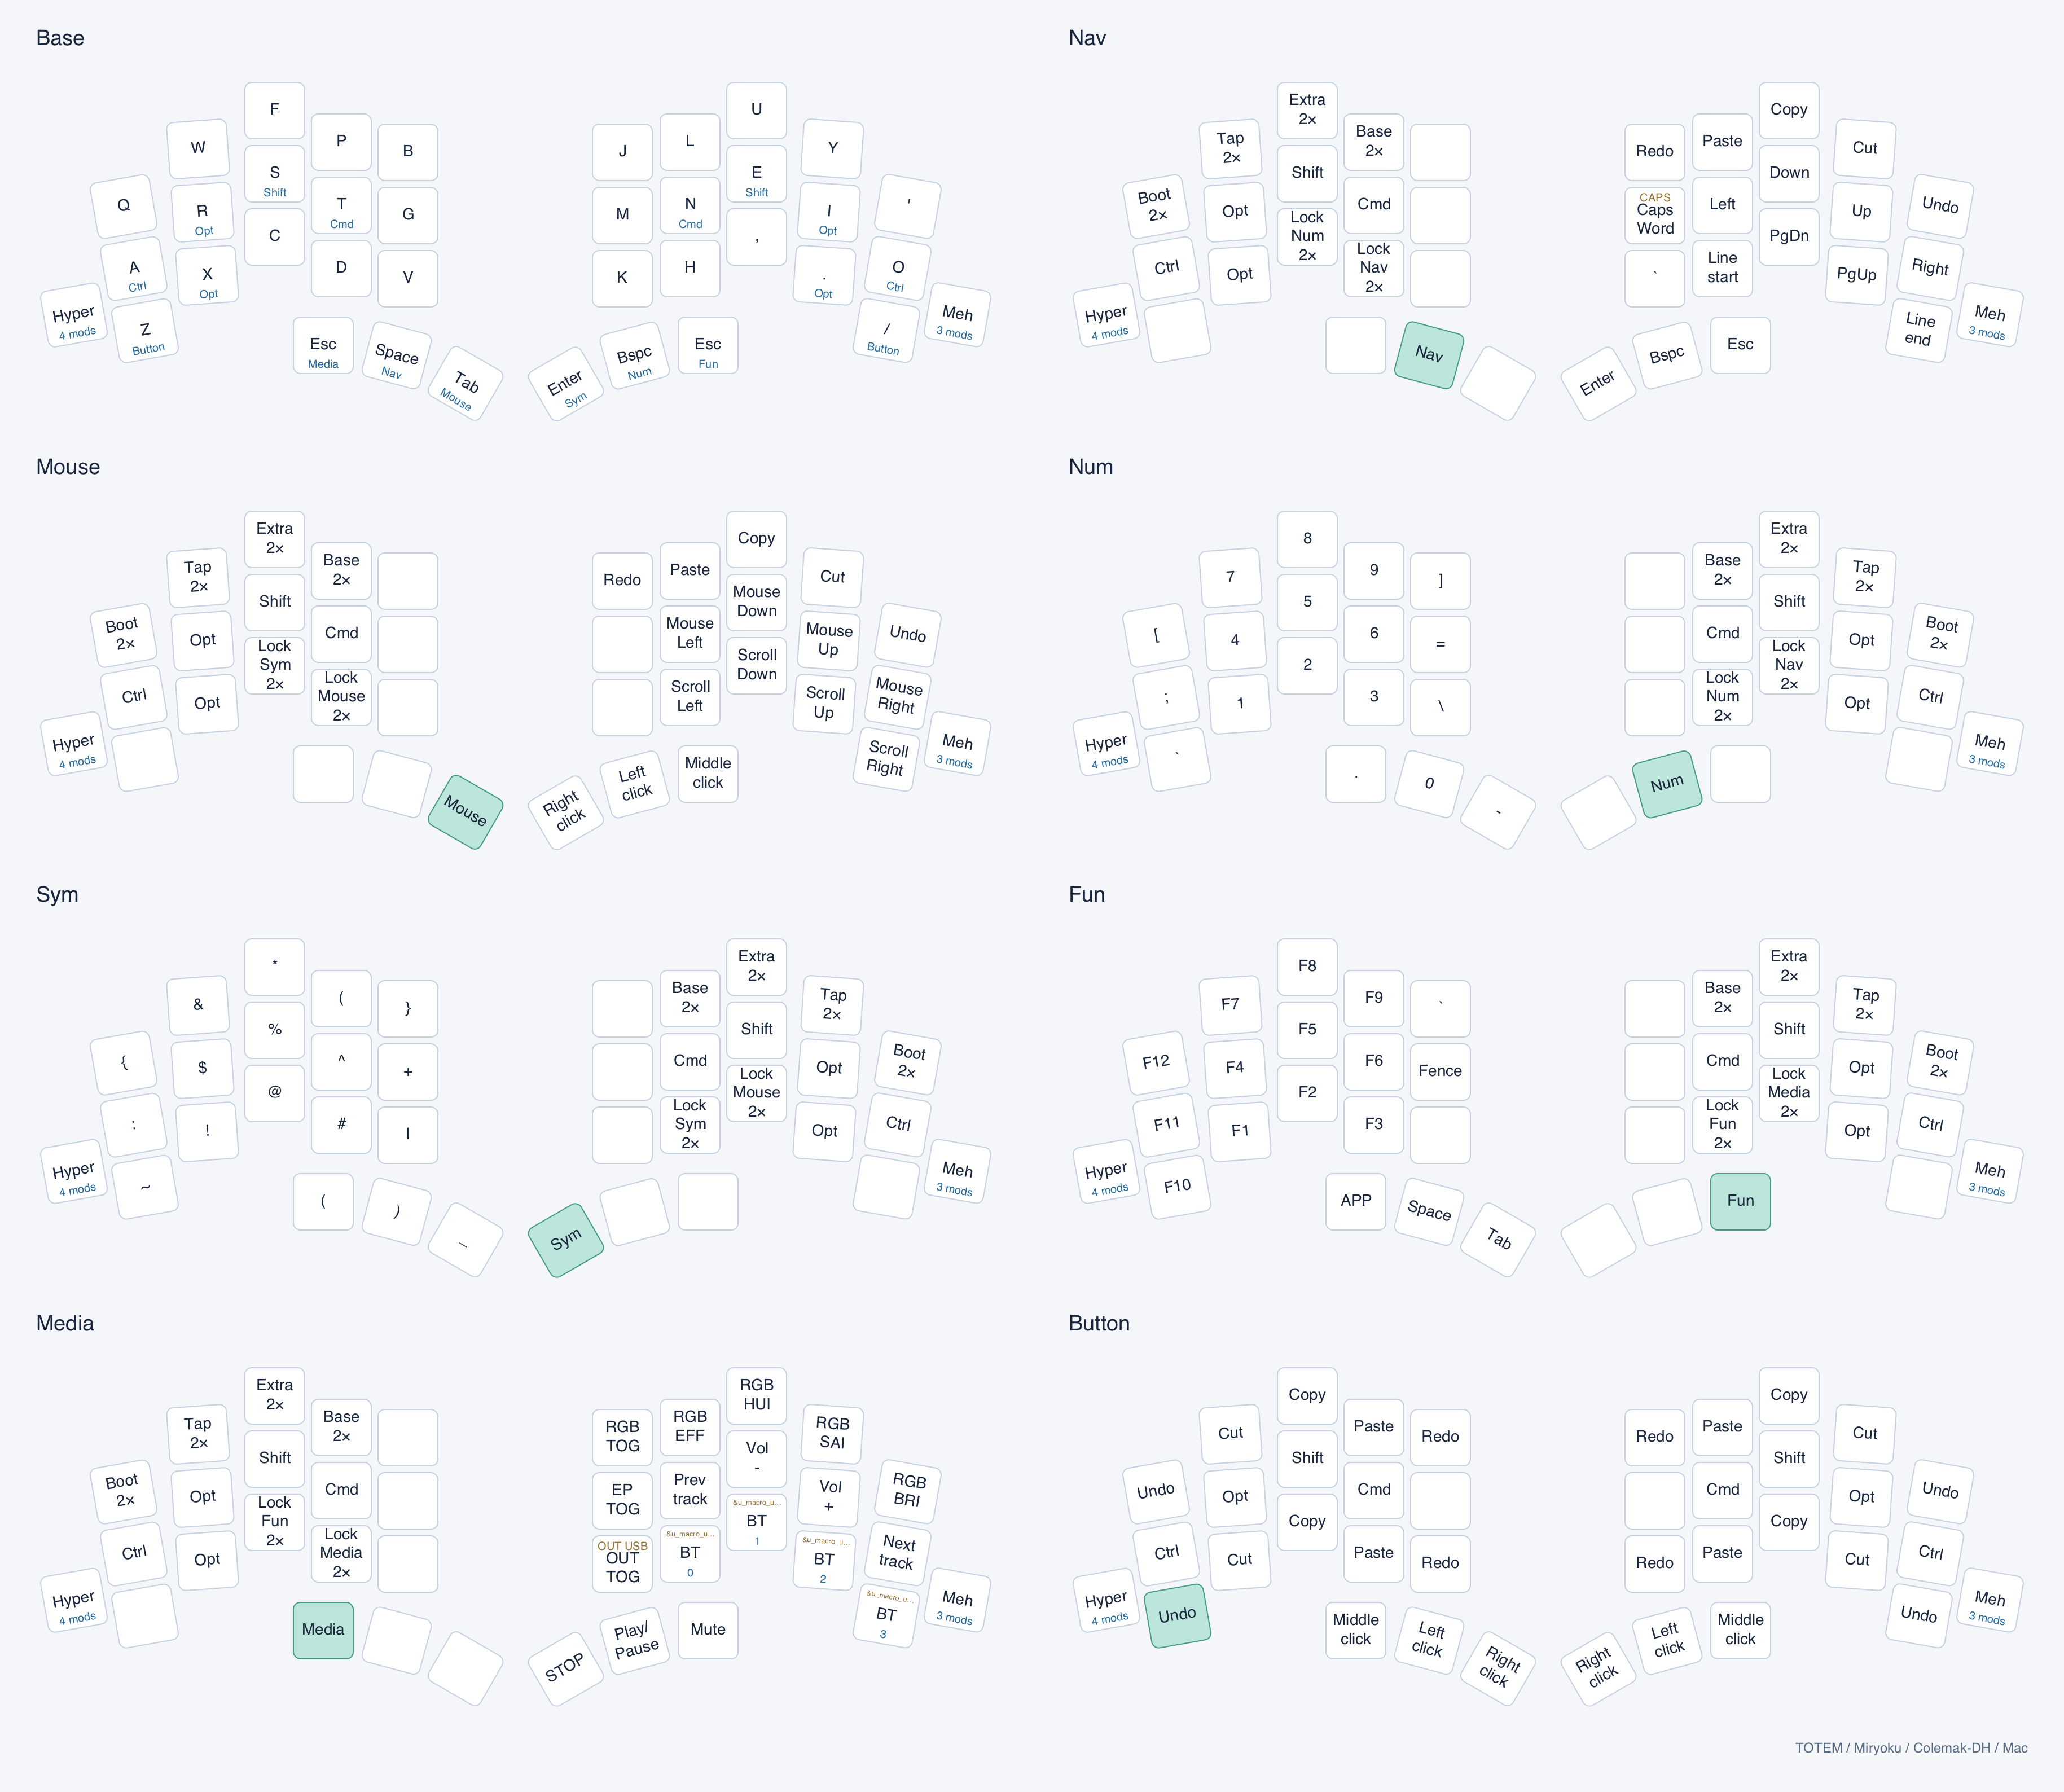 Base
F
U
W
P
L
Y
B
J
S
Shift
E
Shift
Q
R
Opt
T
Cmd
N
Cmd
I
Opt
'
G
M
C
,
A
Ctrl
X
Opt
D
H
.
Opt
O
Ctrl
V
K
Hyper
4 mods
Z
Button
/
Button
Meh
3 mods
Esc
Media
Space
Nav
Tab
Mouse
Enter
Sym
Bspc
Num
Esc
Fun
Nav
Extra
2×
Copy
Tap
2×
Base
2×
Paste
Cut
Redo
Shift
Down
Boot
2×
Opt
Cmd
CAPS
Caps
Word
Left
Up
Undo
Lock
Num
2×
PgDn
Ctrl
Opt
Lock
Nav
2×
`
Line
start
PgUp
Right
Hyper
4 mods
Line
end
Meh
3 mods
Nav
Enter
Bspc
Esc
Mouse
Extra
2×
Copy
Tap
2×
Base
2×
Paste
Cut
Redo
Shift
Mouse
Down
Boot
2×
Opt
Cmd
Mouse
Left
Mouse
Up
Undo
Lock
Sym
2×
Scroll
Down
Ctrl
Opt
Lock
Mouse
2×
Scroll
Left
Scroll
Up
Mouse
Right
Hyper
4 mods
Scroll
Right
Meh
3 mods
Mouse
Right
click
Left
click
Middle
click
Num
8
Extra
2×
7
9
Base
2×
Tap
2×
]
5
Shift
[
4
6
Cmd
Opt
Boot
2×
=
2
Lock
Nav
2×
;
1
3
Lock
Num
2×
Opt
Ctrl
\
Hyper
4 mods
`
Meh
3 mods
.
0
-
Num
Sym
*
Extra
2×
&
(
Base
2×
Tap
2×
}
%
Shift
{
$
^
Cmd
Opt
Boot
2×
+
@
Lock
Mouse
2×
:
!
#
Lock
Sym
2×
Opt
Ctrl
|
Hyper
4 mods
~
Meh
3 mods
(
)
_
Sym
Fun
F8
Extra
2×
F7
F9
Base
2×
Tap
2×
`
F5
Shift
F12
F4
F6
Cmd
Opt
Boot
2×
Fence
F2
Lock
Media
2×
F11
F1
F3
Lock
Fun
2×
Opt
Ctrl
Hyper
4 mods
F10
Meh
3 mods
APP
Space
Tab
Fun
Media
Extra
2×
RGB
HUI
Tap
2×
Base
2×
RGB
TOG
RGB
EFF
RGB
SAI
Shift
Vol
-
Boot
2×
Opt
Cmd
EP
TOG
Prev
track
Vol
+
RGB
BRI
Lock
Fun
2×
&u_macro_u...
BT
1
Ctrl
Opt
Lock
Media
2×
OUT USB
OUT
TOG
&u_macro_u...
BT
0
&u_macro_u...
BT
2
Next
track
Hyper
4 mods
&u_macro_u...
BT
3
Meh
3 mods
Media
STOP
Play/
Pause
Mute
Button
Copy
Copy
Cut
Paste
Paste
Cut
Redo
Redo
Shift
Shift
Undo
Opt
Cmd
Cmd
Opt
Undo
Copy
Copy
Ctrl
Cut
Paste
Paste
Cut
Ctrl
Redo
Redo
Hyper
4 mods
Undo
Undo
Meh
3 mods
Middle
click
Left
click
Right
click
Right
click
Left
click
Middle
click
TOTEM / Miryoku / Colemak-DH / Mac